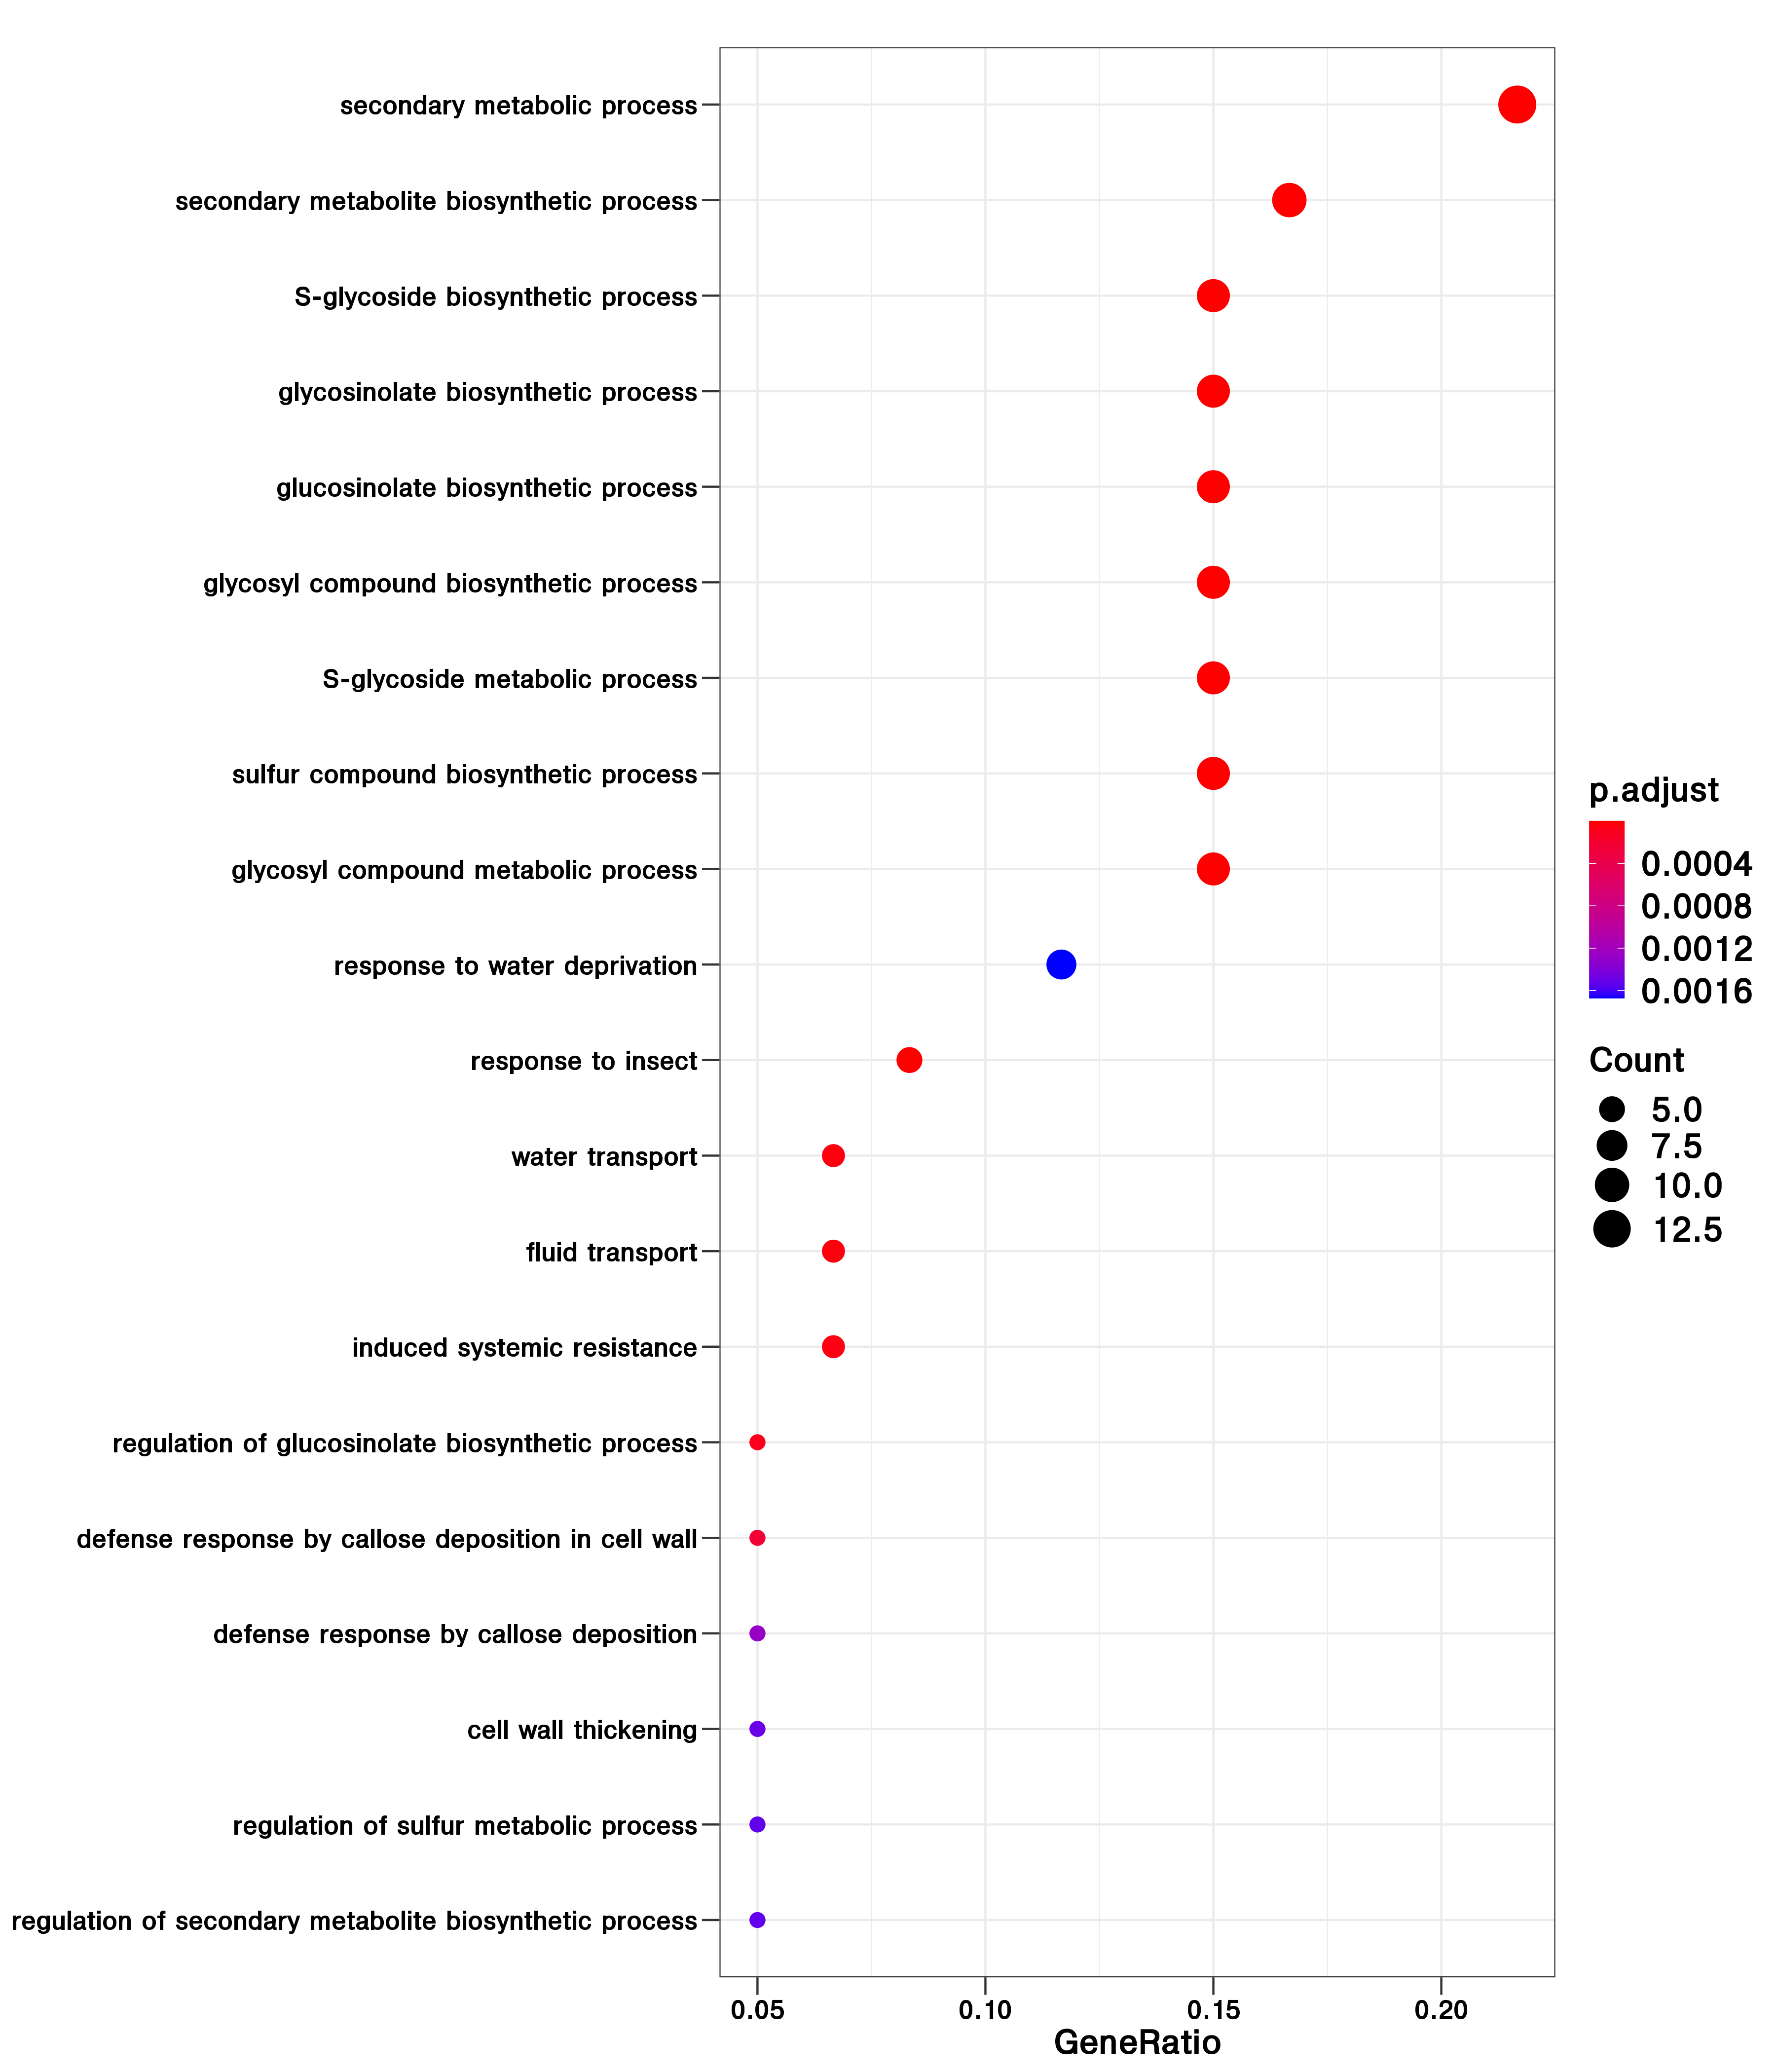 secondary metabolic process
secondary metabolite biosynthetic process
S-glycoside biosynthetic process
glycosinolate biosynthetic process
glucosinolate biosynthetic process
glycosyl compound biosynthetic process
S-glycoside metabolic process
sulfur compound biosynthetic process
glycosyl compound metabolic process
response to water deprivation
response to insect
water transport
fluid transport
induced systemic resistance
regulation of glucosinolate biosynthetic process
defense response by callose deposition in cell wall
defense response by callose deposition
cell wall thickening
regulation of sulfur metabolic process
regulation of secondary metabolite biosynthetic process
0.05 0.10 0.15 0.20
GeneRatio
p.adjust
0.0004
0.0008
0.0012
0.0016
Count
5.0
7.5
10.0
12.5